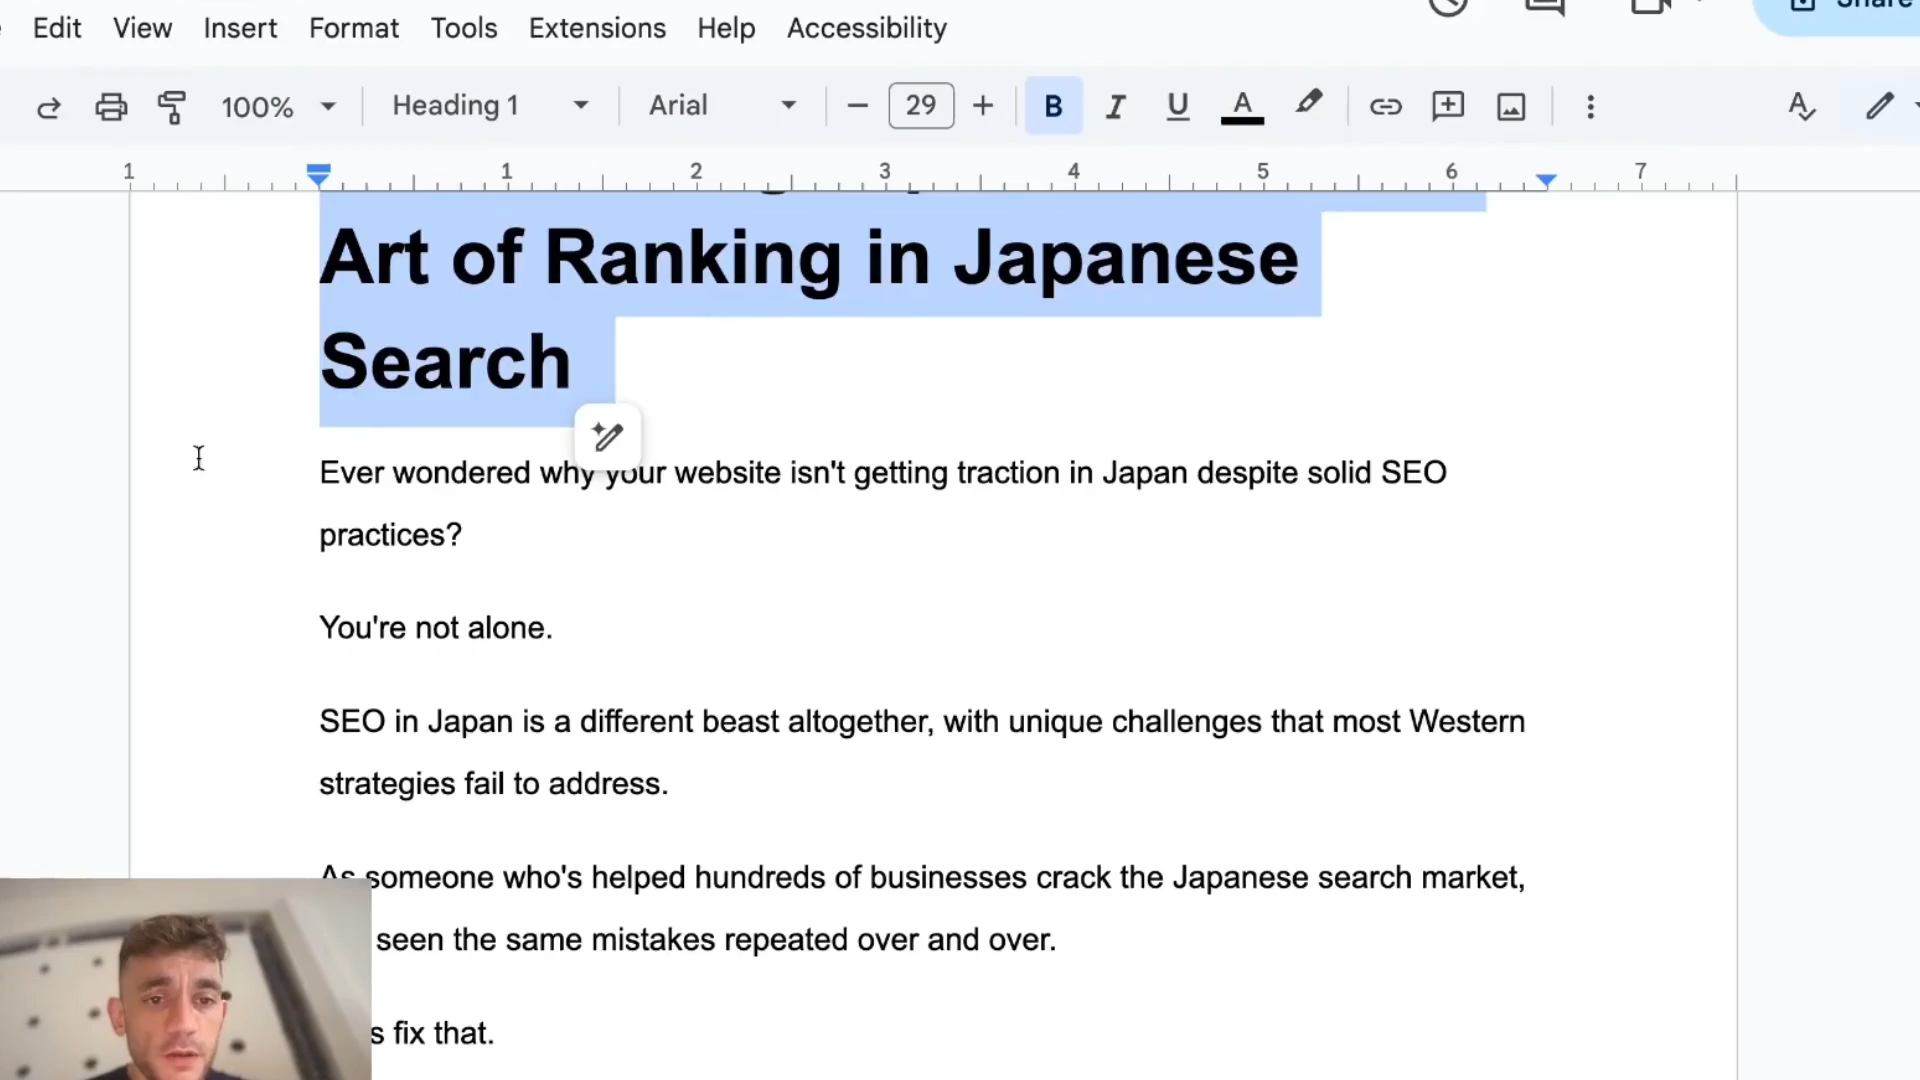 Edit View Insert Format Tools Extensions Help Accessibility
Share
100% Heading 1 Arial 29 B I U A A
1 1 2 3 4 5 6 7
Art of Ranking in Japanese
Search
Ever wondered why your website isn't getting traction in Japan despite solid SEO
practices?
You're not alone.
SEO in Japan is a different beast altogether, with unique challenges that most Western
strategies fail to address.
As someone who's helped hundreds of businesses crack the Japanese search market,
seen the same mistakes repeated over and over.
s fix that.